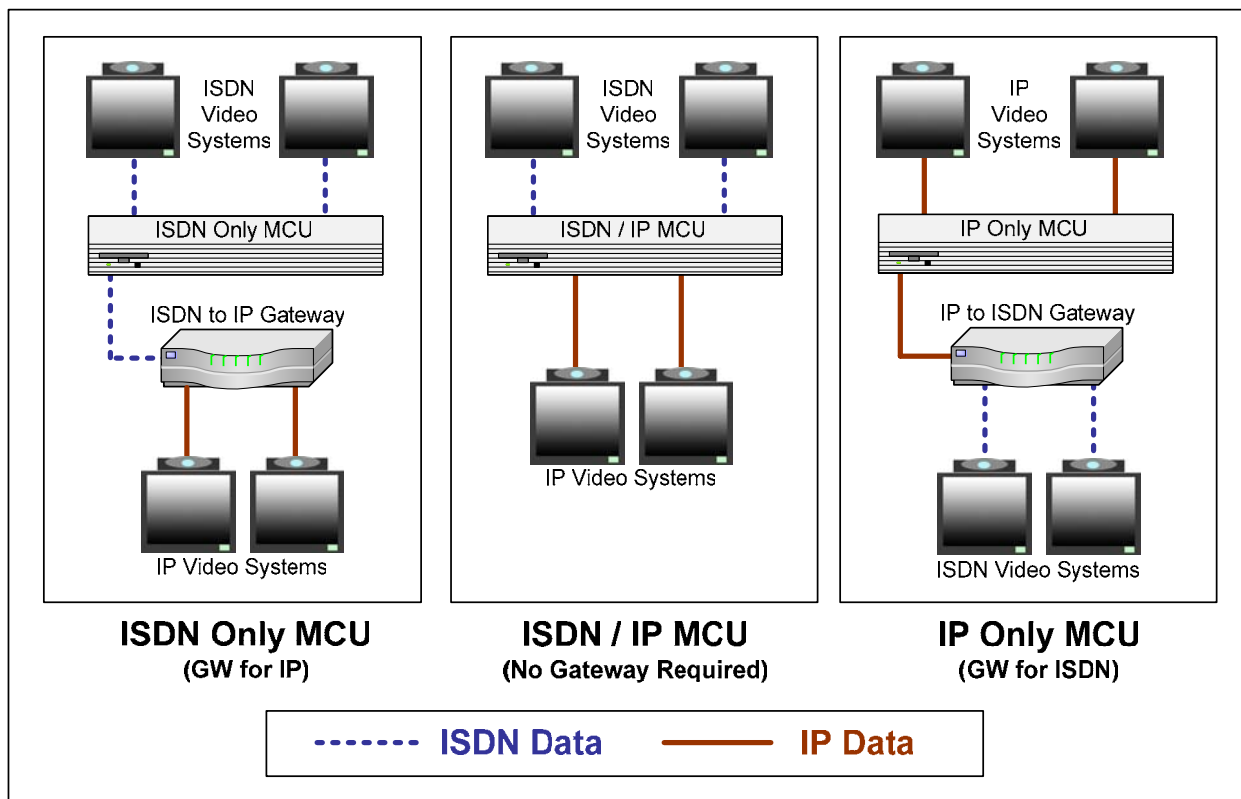 ISDN
Video
Systems
ISDN Only MCU
ISDN to IP Gateway
IP Video Systems
ISDN Only MCU
(GW for IP)
ISDN
Video
Systems
ISDN / IP MCU
IP Video Systems
ISDN / IP MCU
(No Gateway Required)
IP
Video
Systems
IP Only MCU
IP to ISDN Gateway
ISDN Video Systems
IP Only MCU
(GW for ISDN)
ISDN Data
IP Data